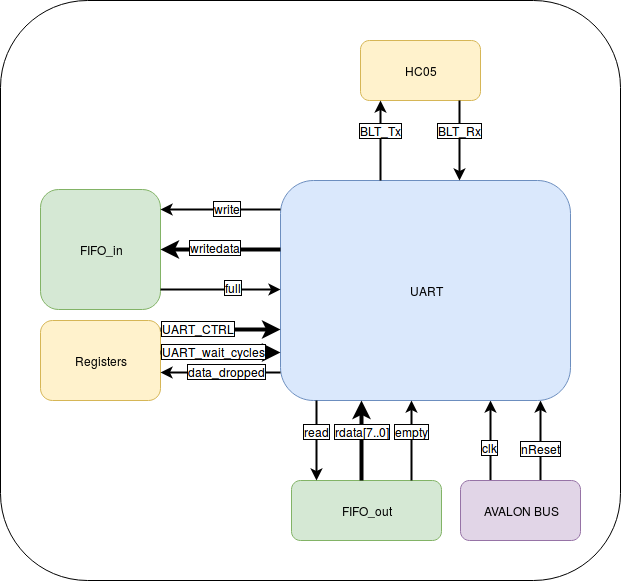 HC05
BLT_Tx
BLT_Rx
write
FIFO_in
writedata
full
UART
UART_CTRL
Registers
UART_wait_cycles
data_dropped
read
rdata[7..0]
empty
clk
nReset
FIFO_out
AVALON BUS